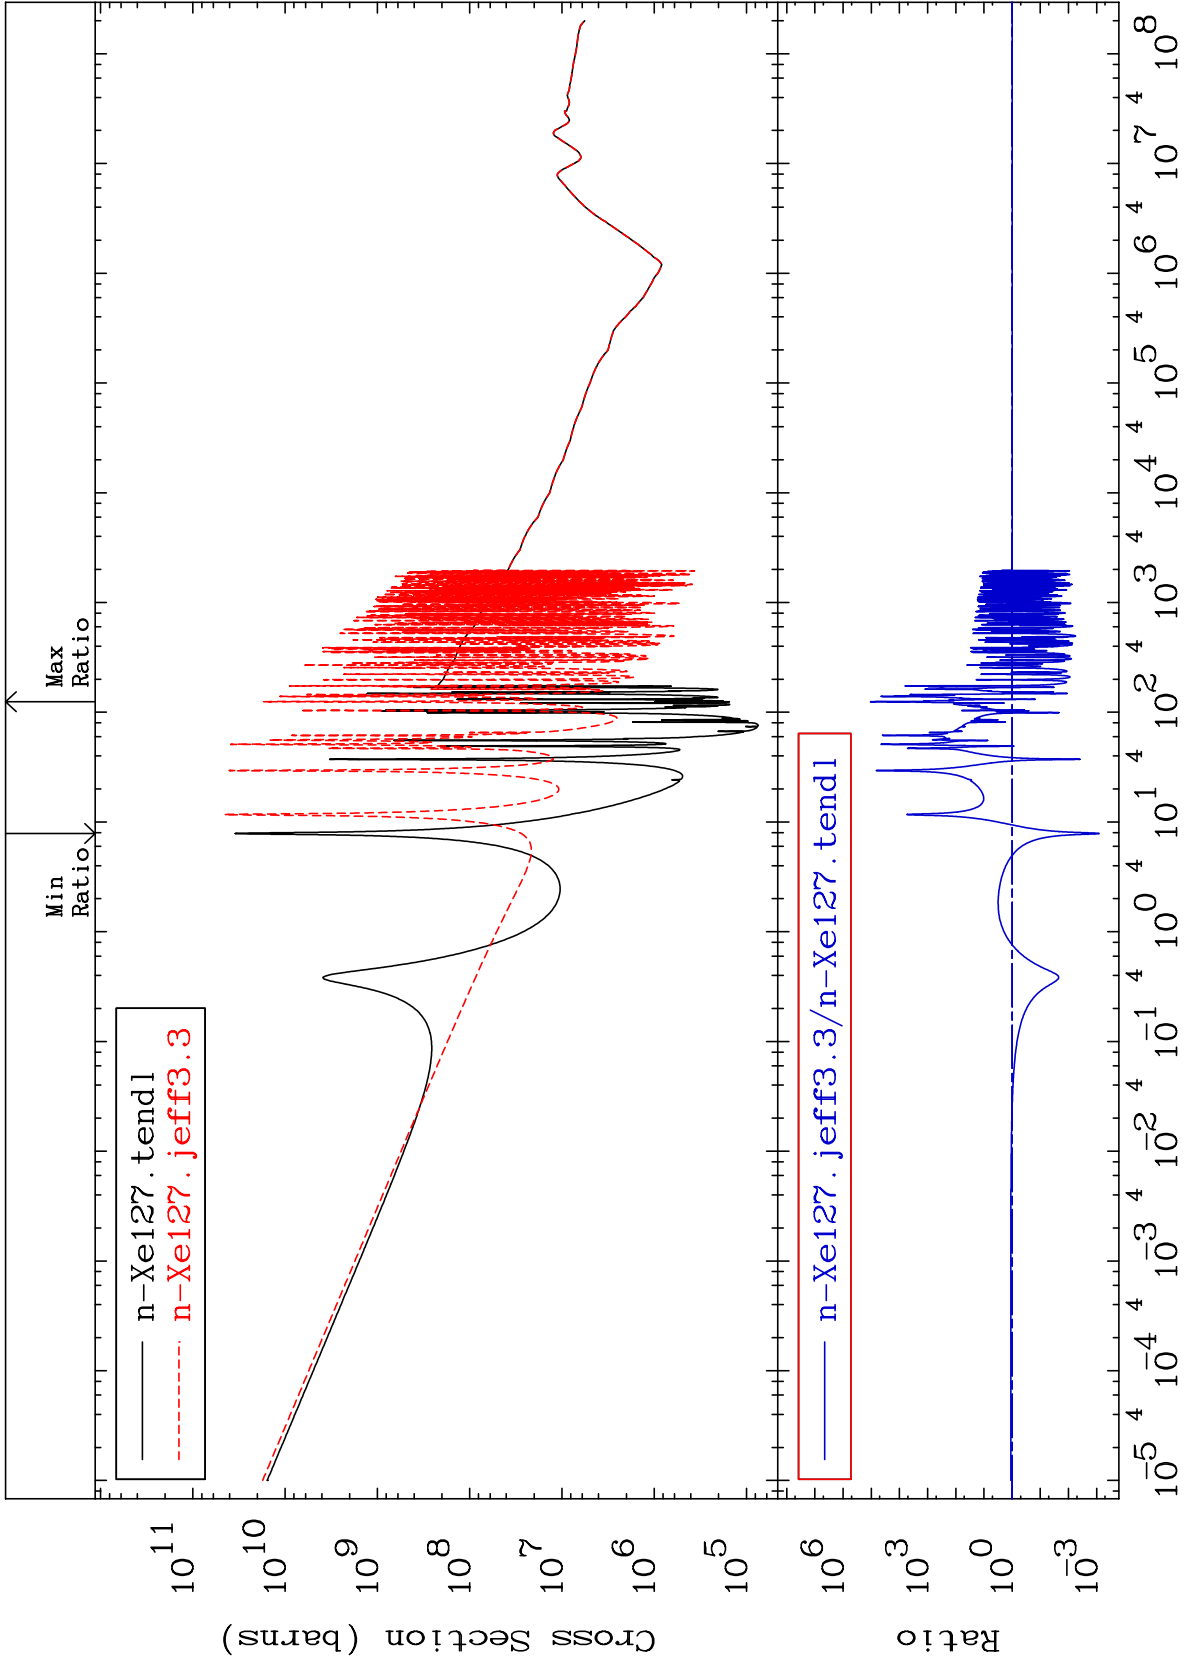 Min
Ratio
Max
Ratio
n-Xe127.tendl
n-Xe127.jeff3.3
Cross Section (barns)
10^11
10^10
10^9
10^8
10^7
10^6
10^5
n-Xe127.jeff3.3/n-Xe127.tendl
Ratio
10^6
10^3
10^0
10^-3
10^-5 4 10^-4 4 10^-3 4 10^-2 4 10^-1 4 10^0 4 10^1 4 10^2 4 10^3 4 10^4 4 10^5 4 10^6 4 10^7 4 10^8